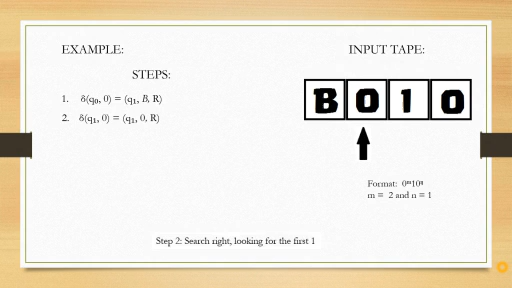 EXAMPLE:
STEPS:
1. δ(q₀, 0) = (q₁, B, R)
2. δ(q₁, 0) = (q₁, 0, R)
INPUT TAPE:
B 0 1 0
Format: 0ᵐ10ⁿ
m = 2 and n = 1
Step 2: Search right, looking for the first 1